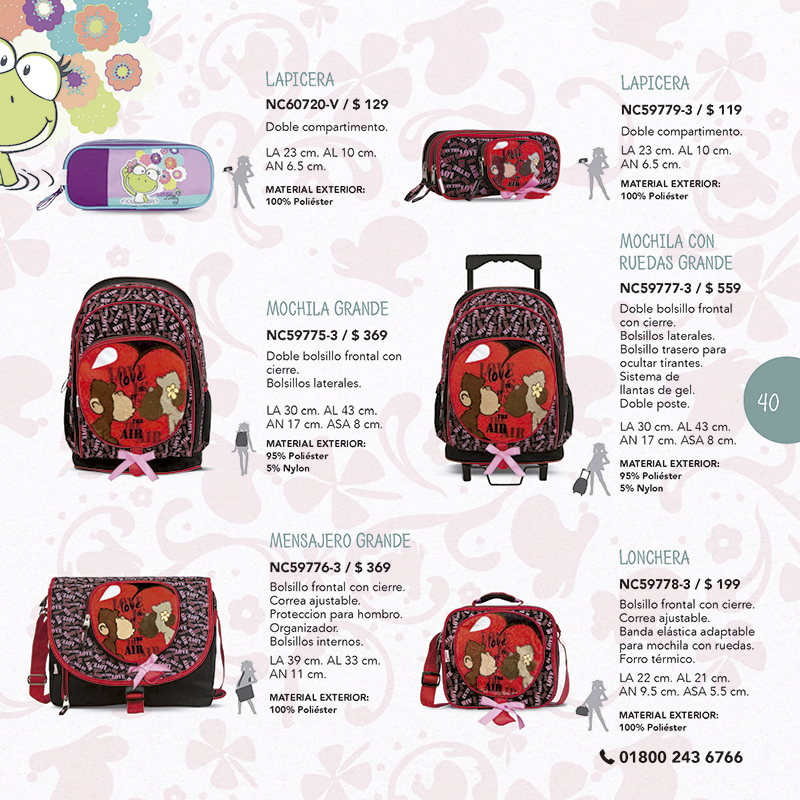 LAPICERA
NC60720-V / $ 129
Doble compartimento.
LA 23 cm. AL 10 cm.
AN 6.5 cm.
MATERIAL EXTERIOR:
100% Poliéster
LAPICERA
NC59779-3 / $ 119
Doble compartimento.
LA 23 cm. AL 10 cm.
AN 6.5 cm.
MATERIAL EXTERIOR:
100% Poliéster
MOCHILA GRANDE
NC59775-3 / $ 369
Doble bolsillo frontal con
cierre.
Bolsillos laterales.
LA 30 cm. AL 43 cm.
AN 17 cm. ASA 8 cm.
MATERIAL EXTERIOR:
95% Poliéster
5% Nylon
LOVE
AIR
MOCHILA CON
RUEDAS GRANDE
NC59777-3 / $ 559
Doble bolsillo frontal
con cierre.
Bolsillos laterales.
Bolsillo trasero para
ocultar tirantes.
Sistema de
llantas de gel.
Doble poste.
LA 30 cm. AL 43 cm.
AN 17 cm. ASA 8 cm.
MATERIAL EXTERIOR:
95% Poliéster
5% Nylon
LOVE
AIR
40
MENSAJERO GRANDE
NC59776-3 / $ 369
Bolsillo frontal con cierre.
Correa ajustable.
Proteccion para hombro.
Organizador.
Bolsillos internos.
LA 39 cm. AL 33 cm.
AN 11 cm.
MATERIAL EXTERIOR:
100% Poliéster
Love
AIR
LONCHERA
NC59778-3 / $ 199
Bolsillo frontal con cierre.
Correa ajustable.
Banda elástica adaptable
para mochila con ruedas.
Forro térmico.
LA 22 cm. AL 21 cm.
AN 9.5 cm. ASA 5.5 cm.
MATERIAL EXTERIOR:
100% Poliéster
Love
AIR
01800 243 6766